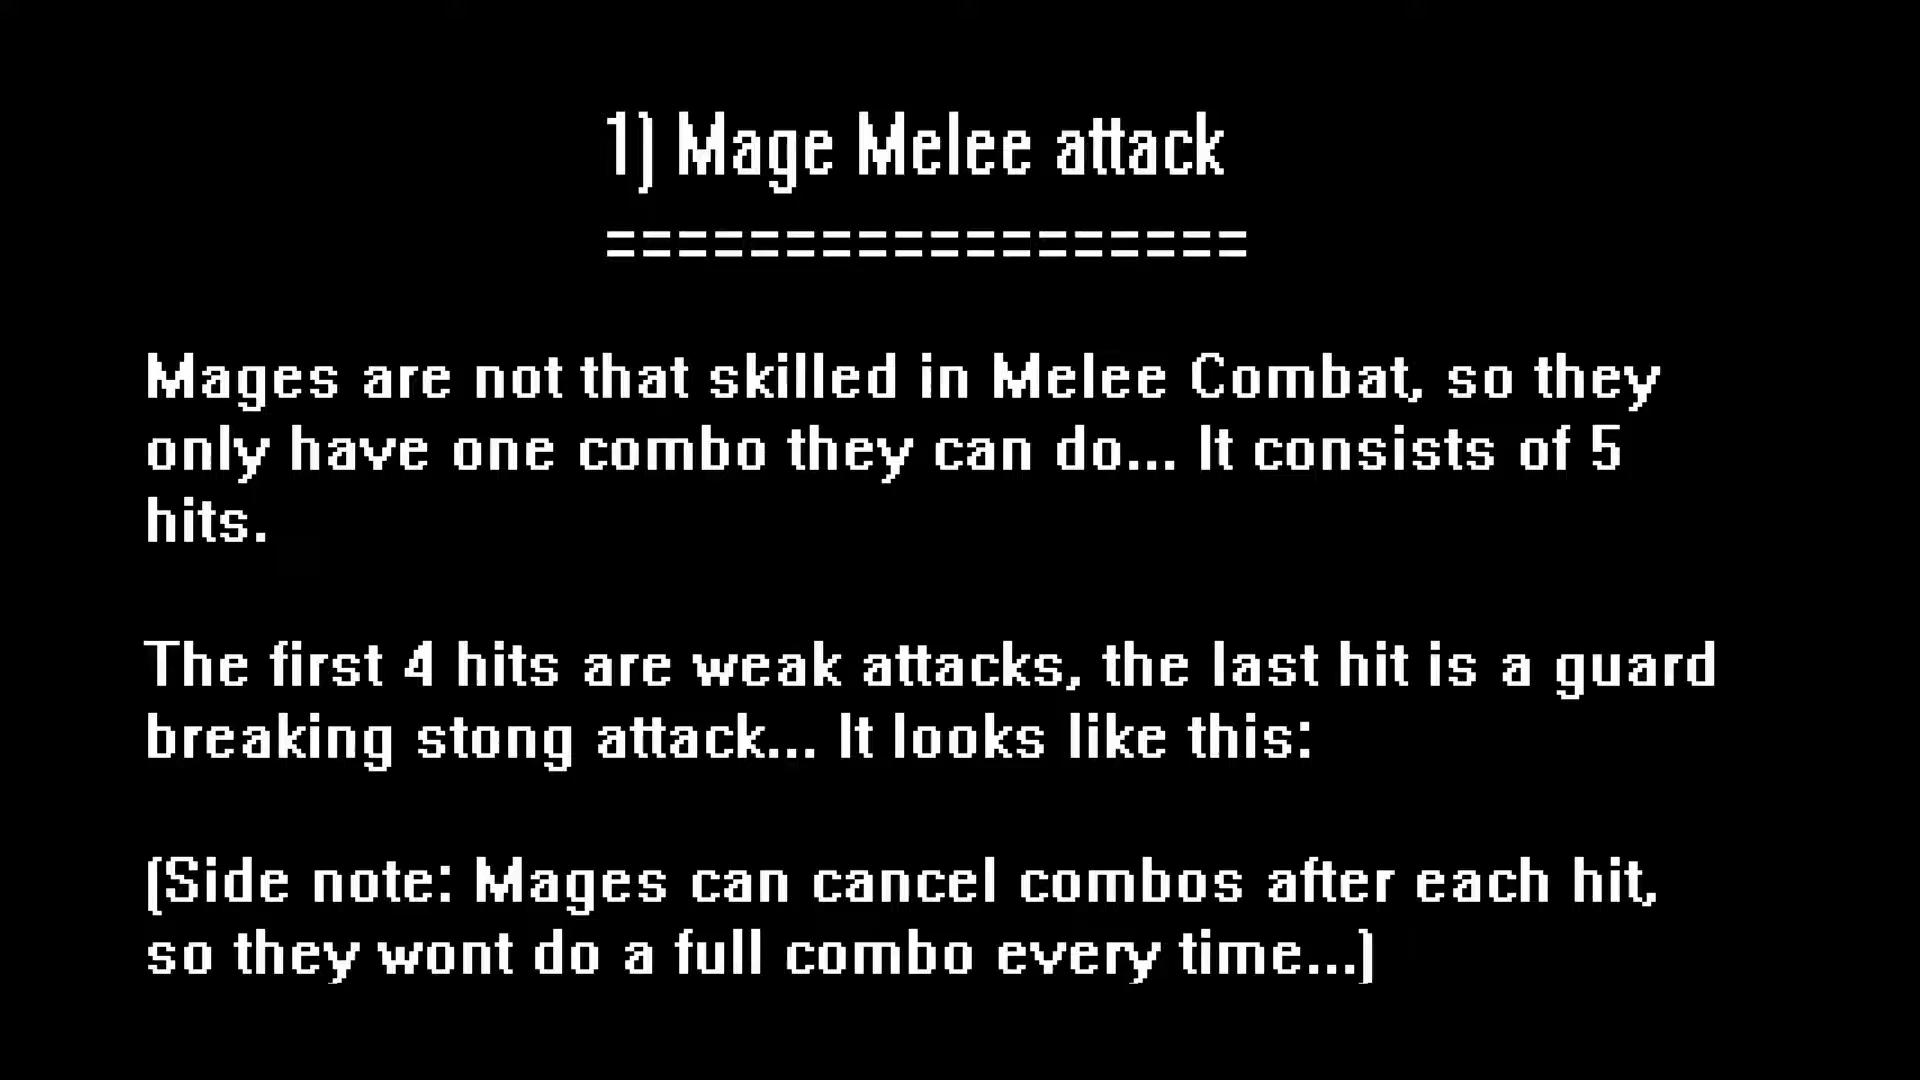 1) Mage Melee attack
==================
Mages are not that skilled in Melee Combat, so they
only have one combo they can do... It consists of 5
hits.
The first 4 hits are weak attacks, the last hit is a guard
breaking stong attack... It looks like this:
(Side note: Mages can cancel combos after each hit,
so they wont do a full combo every time...)